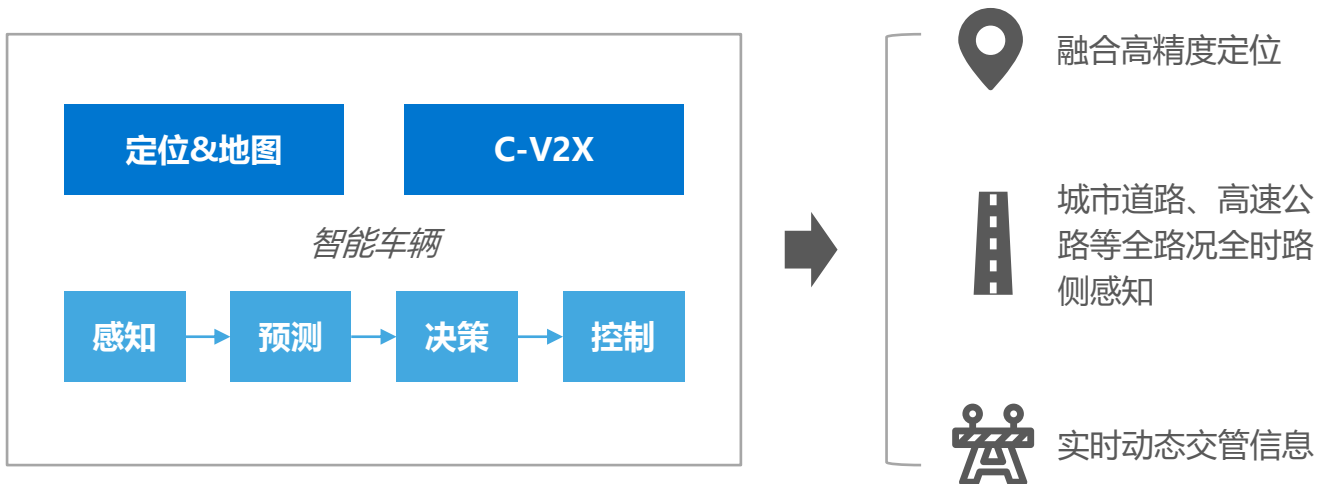 定位&地图
C-V2X
智能车辆
感知
预测
决策
控制
融合高精度定位
城市道路、高速公
路等全路况全时路
侧感知
实时动态交管信息